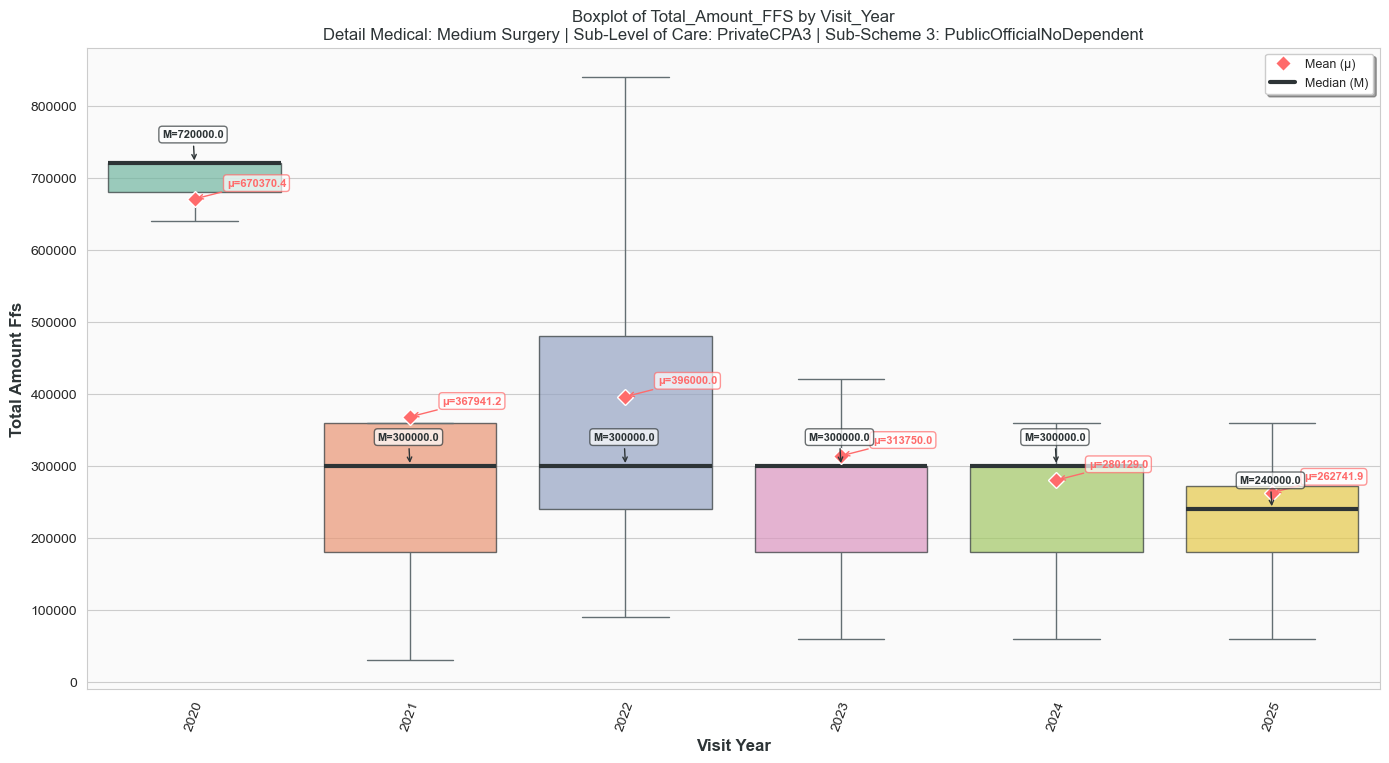 Boxplot of Total_Amount_FFS by Visit_Year
Detail Medical: Medium Surgery | Sub-Level of Care: PrivateCPA3 | Sub-Scheme 3: PublicOfficialNoDependent
Mean (μ)
Median (M)
Total Amount Ffs
800000
700000
600000
500000
400000
300000
200000
100000
0
M=720000.0
μ=670370.4
μ=367941.2
M=300000.0
μ=396000.0
M=300000.0
M=300000.0
μ=313750.0
M=300000.0
μ=280129.0
M=240000.0
μ=262741.9
2020
2021
2022
2023
2024
2025
Visit Year